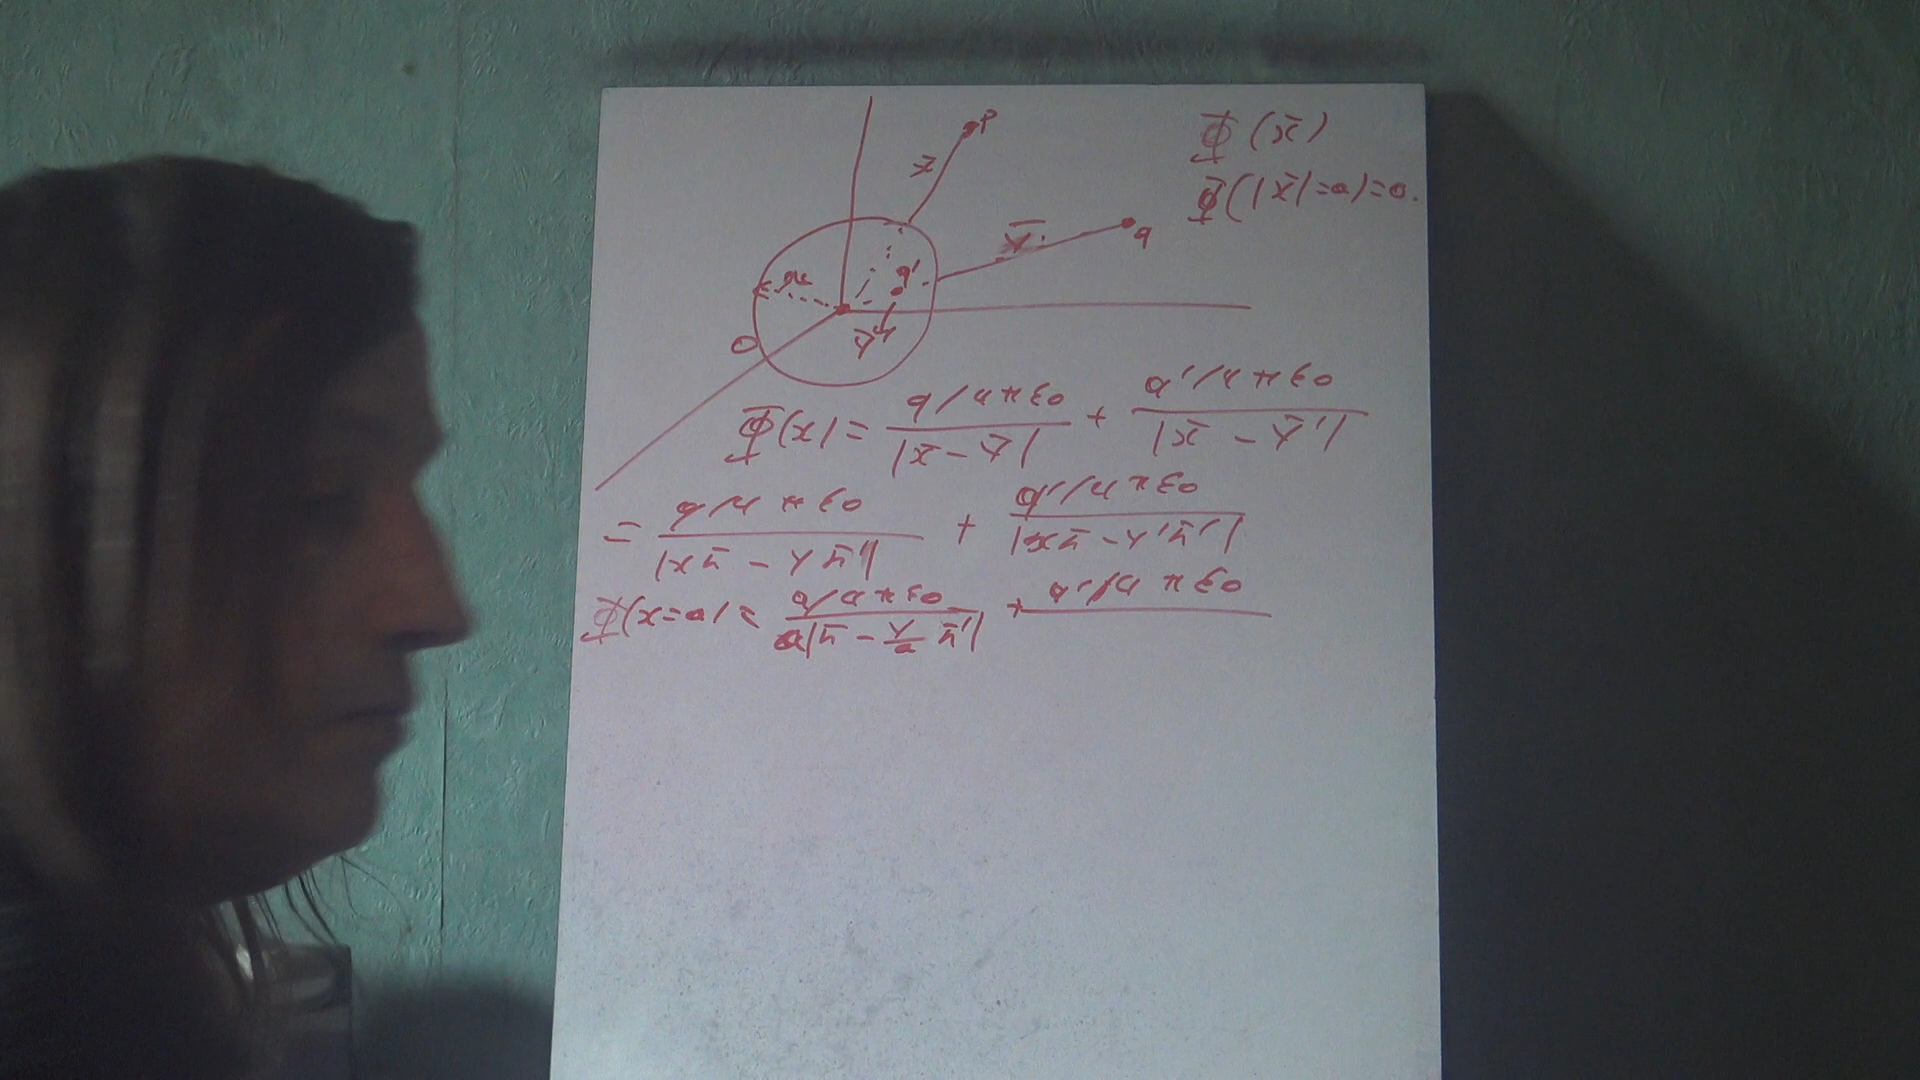 P
x̄
Φ(x̄)
Φ(|x̄|=a)=0.
ȳ
q
q'
a
ȳ'
Φ(x) = q/4πε0 / |x̄ - ȳ| + q'/4πε0 / |x̄ - ȳ'|
= q/4πε0 / |xn̄ - yn̄'| + q'/4πε0 / |xn̄ - y'n̄'|
Φ(x=a) = q/4πε0 / a|n̄ - y/a n̄'| + q'/4πε0